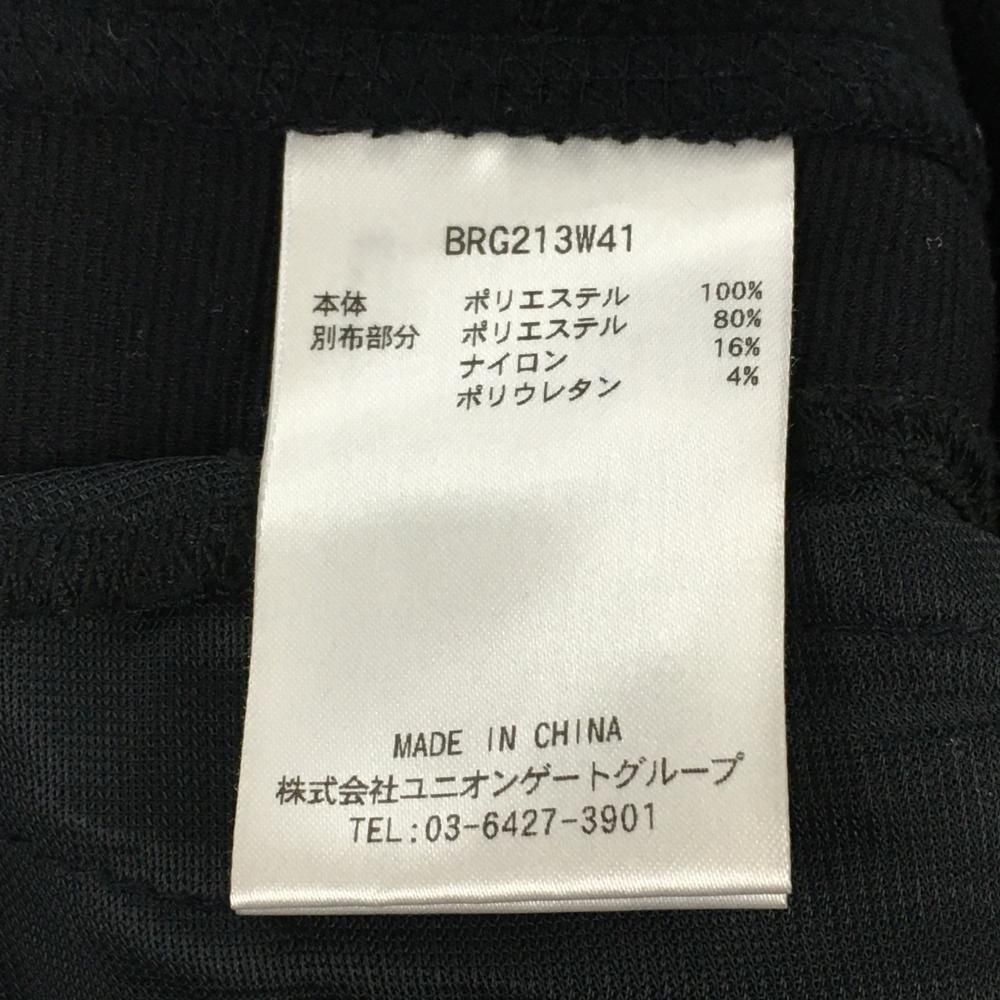 BRG213W41
本体 ポリエステル 100%
別布部分 ポリエステル 80%
ナイロン 16%
ポリウレタン 4%
MADE IN CHINA
株式会社ユニオンゲートグループ
TEL:03-6427-3901